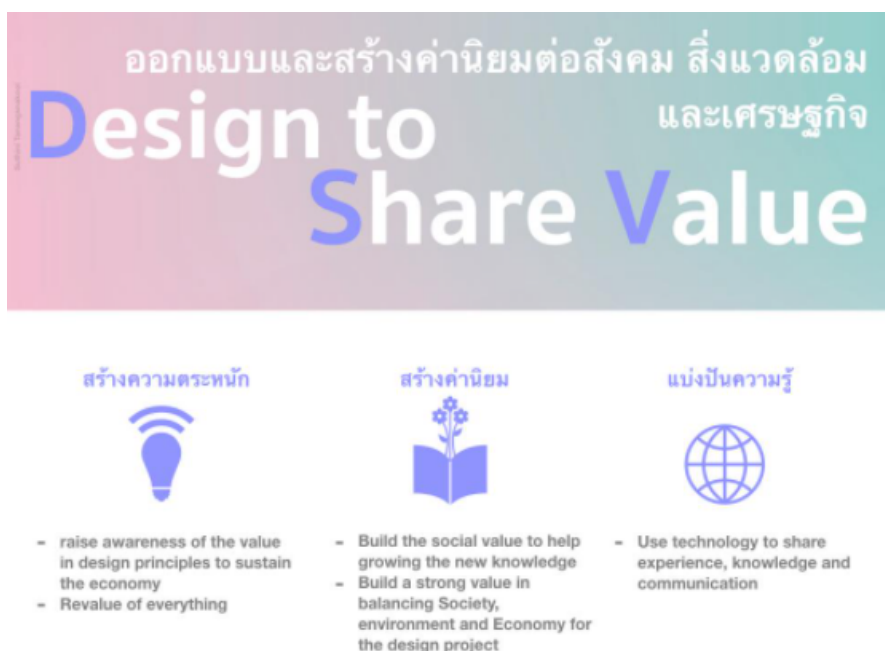 ออกแบบและสร้างค่านิยมต่อสังคม สิ่งแวดล้อม
และเศรษฐกิจ
Design to
Share Value
สร้างความตระหนัก
- raise awareness of the value
in design principles to sustain
the economy
- Revalue of everything
สร้างค่านิยม
- Build the social value to help
growing the new knowledge
- Build a strong value in
balancing Society,
environment and Economy for
the design project
แบ่งปันความรู้
- Use technology to share
experience, knowledge and
communication